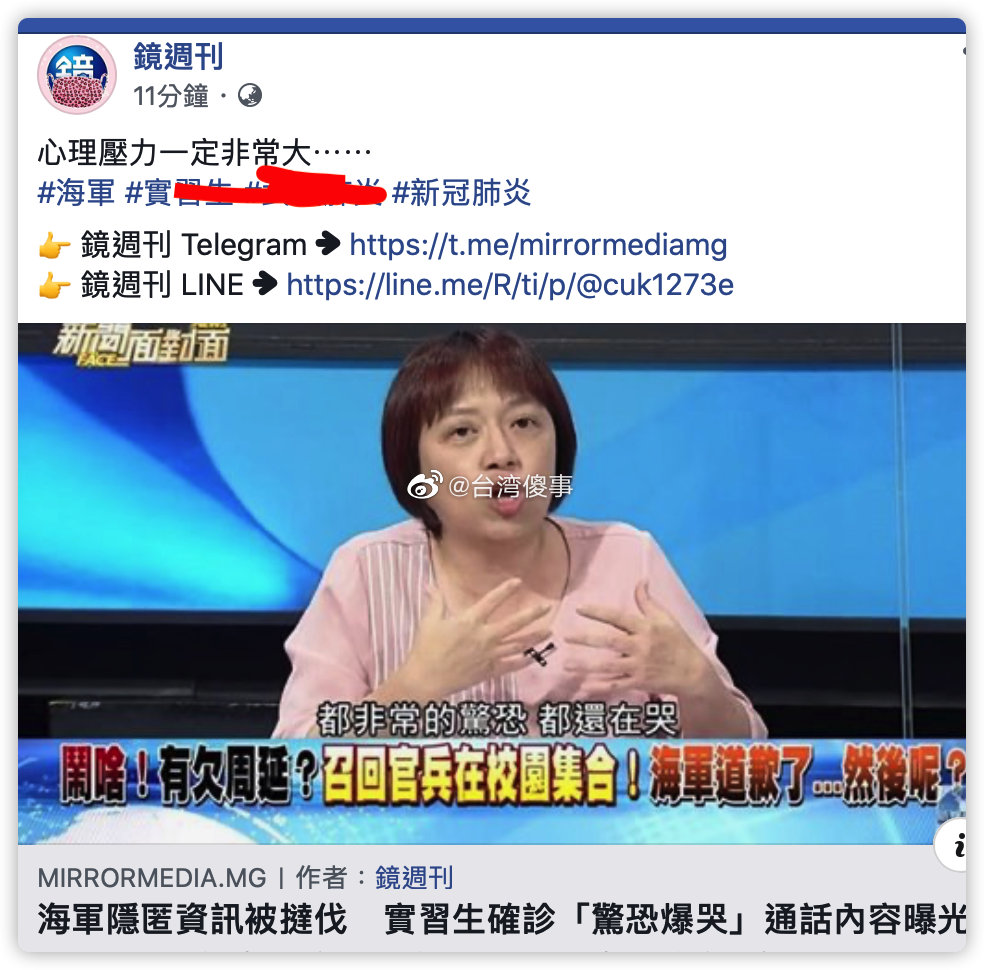 鏡週刊
11分鐘 ·
心理壓力一定非常大……
#海軍 #實習生 #新冠肺炎
👉 鏡週刊 Telegram ➔ https://t.me/mirrormediamg
👉 鏡週刊 LINE ➔ https://line.me/R/ti/p/@cuk1273e
新聞面對面
FACE NEWS
@台湾傻事
都非常的驚恐 都還在哭
鬧啥！有欠周延？召回官兵在校園集合！海軍道歉了...然後呢？
MIRRORMEDIA.MG | 作者：鏡週刊
海軍隱匿資訊被撻伐　實習生確診「驚恐爆哭」通話內容曝光